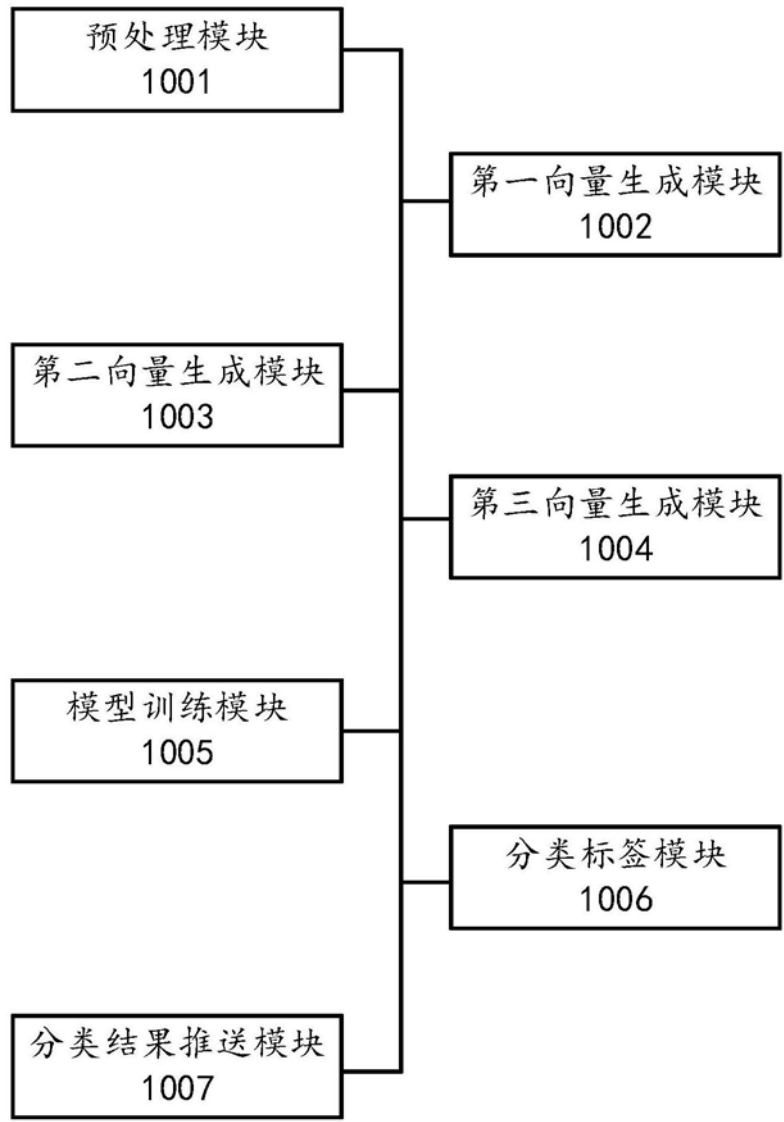 预处理模块
1001
第一向量生成模块
1002
第二向量生成模块
1003
第三向量生成模块
1004
模型训练模块
1005
分类标签模块
1006
分类结果推送模块
1007